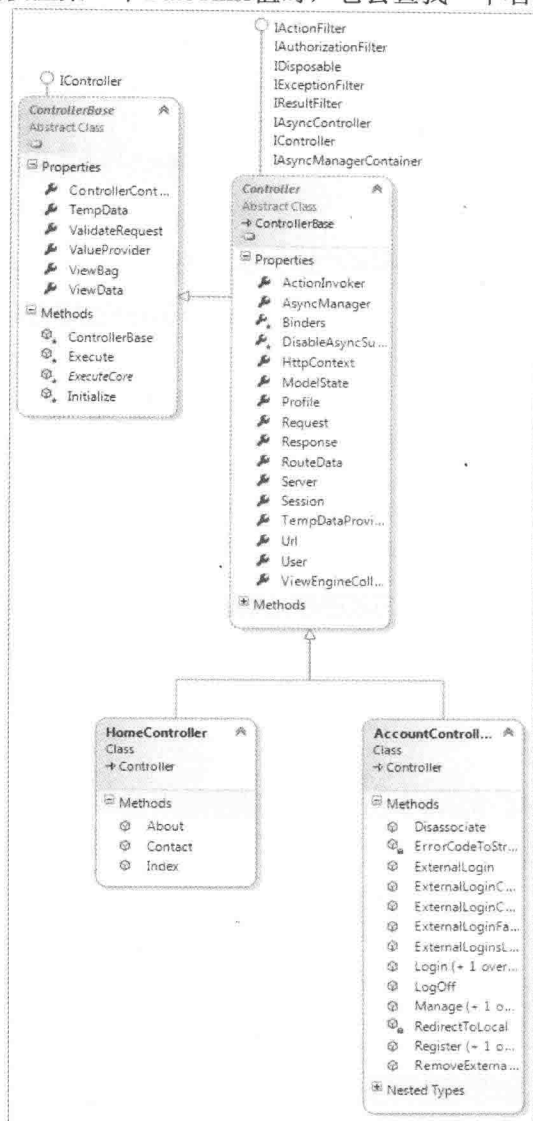 IActionFilter
IAuthorizationFilter
IDisposable
IExceptionFilter
IResultFilter
IAsyncController
IController
IAsyncManagerContainer
IController
ControllerBase
Abstract Class
Properties
ControllerCont...
TempData
ValidateRequest
ValueProvider
ViewBag
ViewData
Methods
ControllerBase
Execute
ExecuteCore
Initialize
Controller
Abstract Class
ControllerBase
Properties
ActionInvoker
AsyncManager
Binders
DisableAsyncSu...
HttpContext
ModelState
Profile
Request
Response
RouteData
Server
Session
TempDataProvi...
Url
User
ViewEngineColl...
Methods
HomeController
Class
Controller
Methods
About
Contact
Index
AccountControll...
Class
Controller
Methods
Disassociate
ErrorCodeToStr...
ExternalLogin
ExternalLoginC...
ExternalLoginC...
ExternalLoginFa...
ExternalLoginsL...
Login (+ 1 over...
LogOff
Manage (+ 1 o...
RedirectToLocal
Register (+ 1 o...
RemoveExterna...
Nested Types